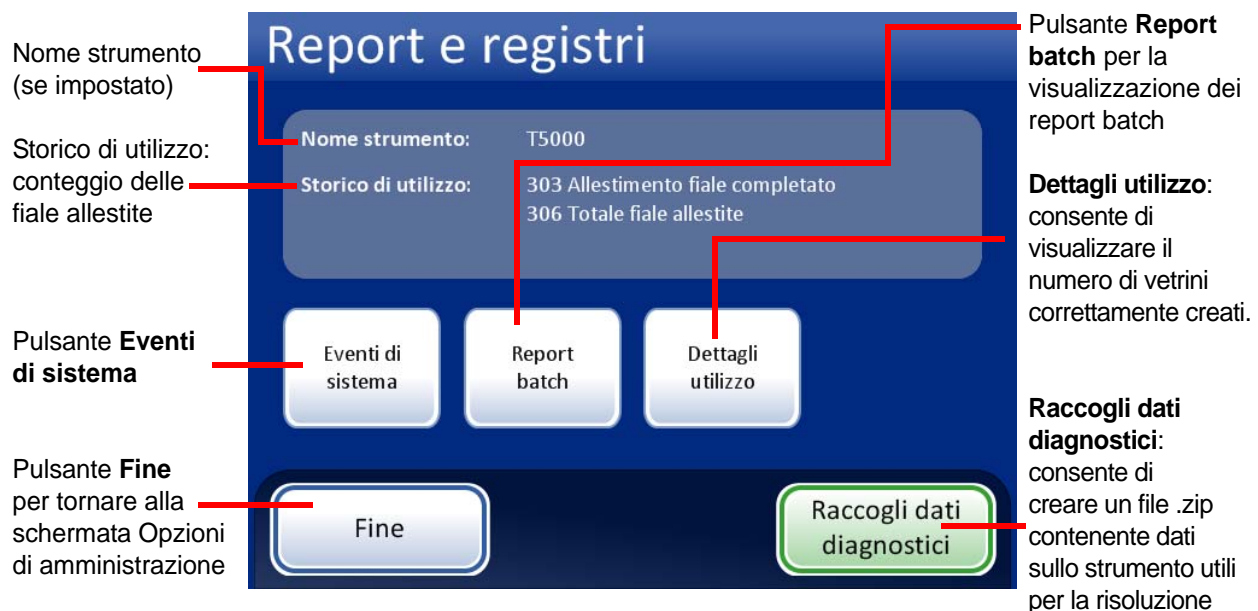 Nome strumento
(se impostato)
Storico di utilizzo:
conteggio delle
fiale allestite
Pulsante Eventi
di sistema
Pulsante Fine
per tornare alla
schermata Opzioni
di amministrazione
Report e registri
Nome strumento: T5000
Storico di utilizzo: 303 Allestimento fiale completato
306 Totale fiale allestite
Eventi di
sistema
Report
batch
Dettagli
utilizzo
Fine
Raccogli dati
diagnostici
Pulsante Report
batch per la
visualizzazione dei
report batch
Dettagli utilizzo:
consente di
visualizzare il
numero di vetrini
correttamente creati.
Raccogli dati
diagnostici:
consente di
creare un file .zip
contenente dati
sullo strumento utili
per la risoluzione